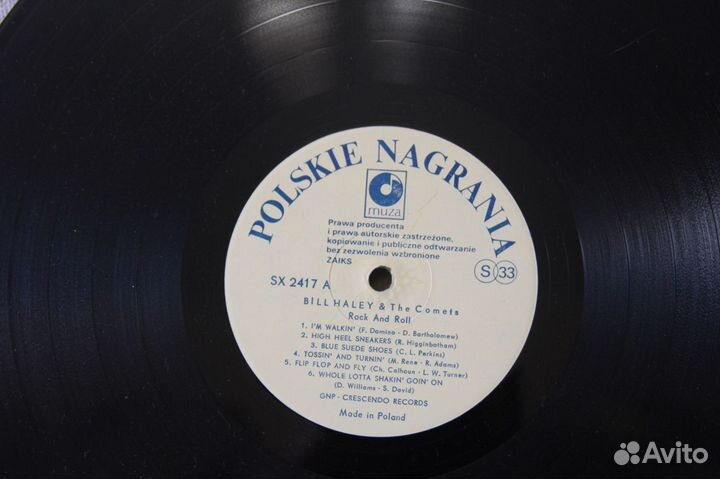 POLSKIE NAGRANIA
muza
Prawa producenta
i prawa autorskie zastrzeżone,
kopiowanie i publiczne odtwarzanie
bez zezwolenia wzbronione
ZAIKS
S 33
SX 2417 A
BILL HALEY & The Comets
Rock And Roll
1. I'M WALKIN' (F. Domino - D. Bartholomew)
2. HIGH HEEL SNEAKERS (R. Higginbotham)
3. BLUE SUEDE SHOES (C. L. Perkins)
4. TOSSIN' AND TURNIN' (M. Rene - R. Adams)
5. FLIP FLOP AND FLY (Ch. Calhoun - L. W. Turner)
6. WHOLE LOTTA SHAKIN' GOIN' ON
(D. Williams - S. David)
GNP - CRESCENDO RECORDS
Made in Poland
Avito